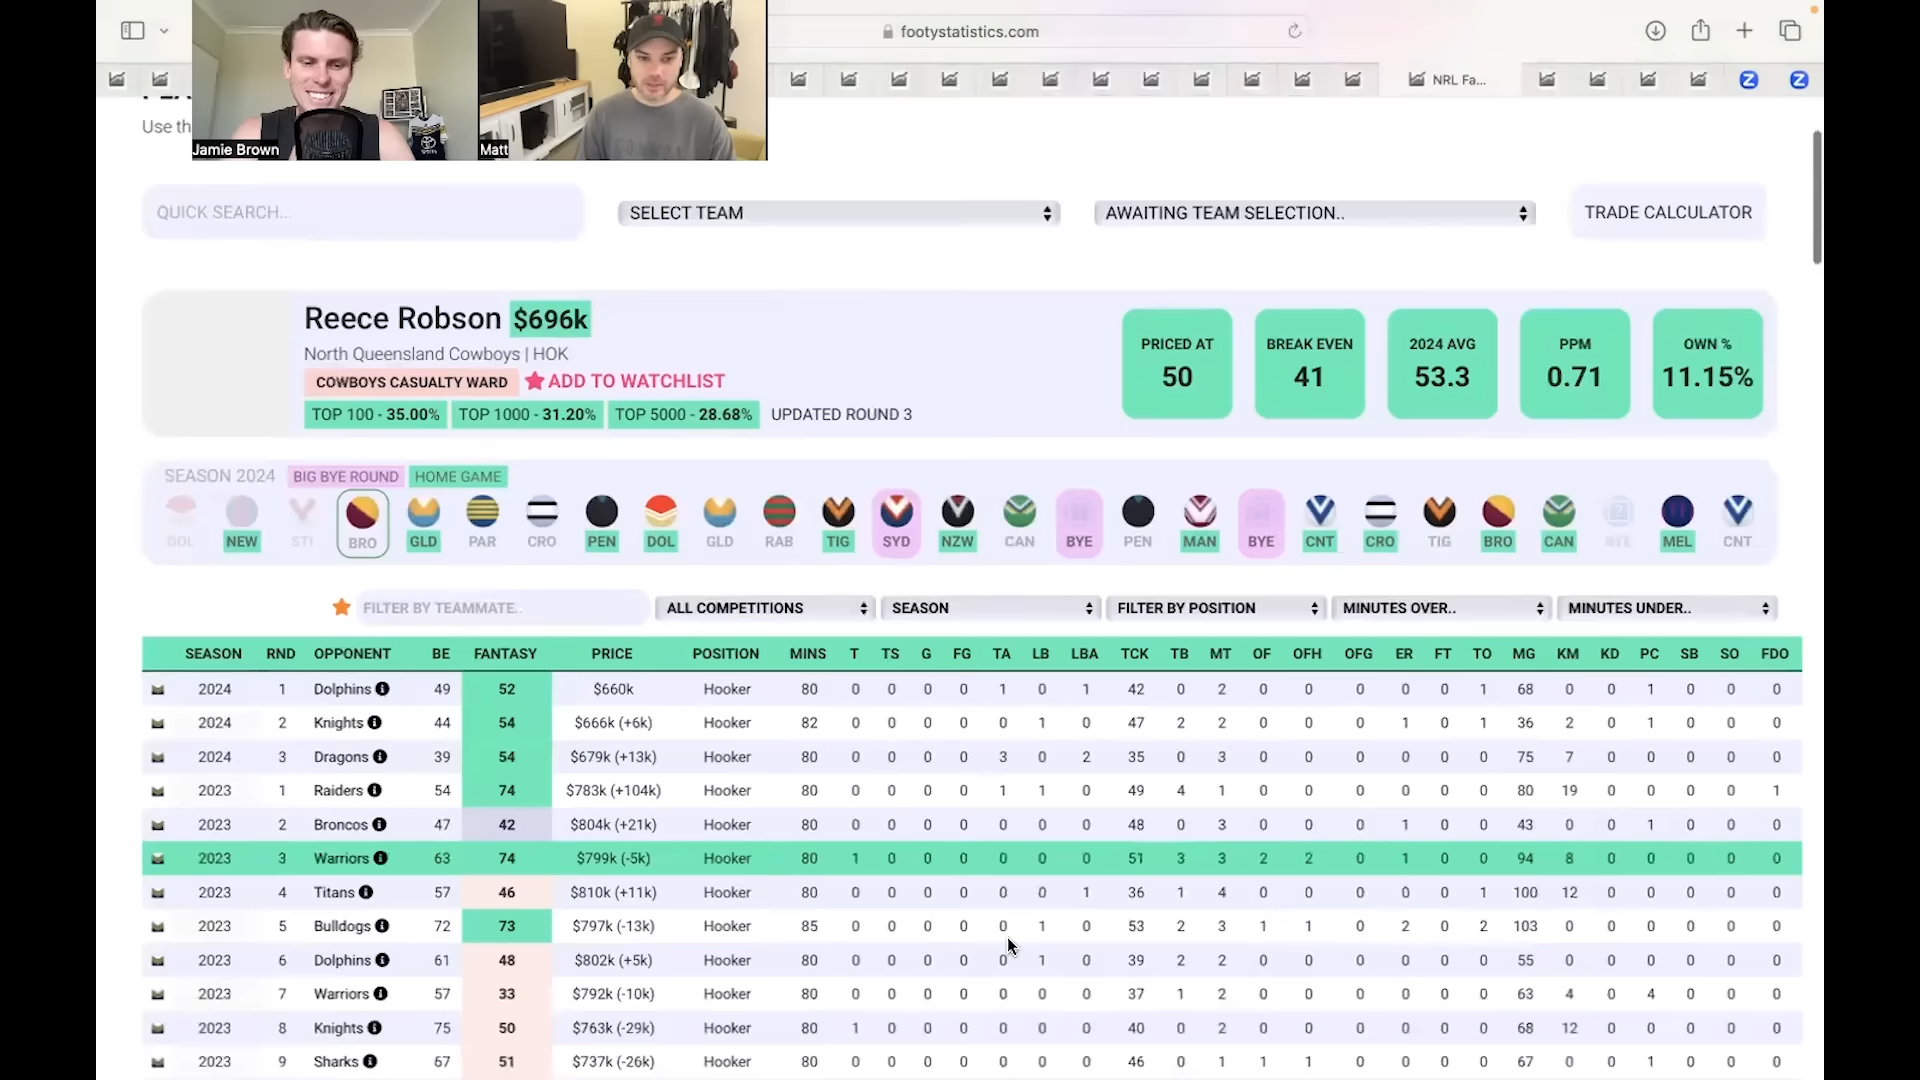 footystatistics.com
NRL Fa...
Use th
Jamie Brown
Matt
QUICK SEARCH...
SELECT TEAM
AWAITING TEAM SELECTION..
TRADE CALCULATOR
Reece Robson $696k
North Queensland Cowboys | HOK
COWBOYS CASUALTY WARD ADD TO WATCHLIST
TOP 100 - 35.00% TOP 1000 - 31.20% TOP 5000 - 28.68% UPDATED ROUND 3
PRICED AT BREAK EVEN 2024 AVG PPM OWN %
50 41 53.3 0.71 11.15%
SEASON 2024 BIG BYE ROUND HOME GAME
DOL NEW STI BRO GLD PAR CRO PEN DOL GLD RAB TIG SYD NZW CAN BYE PEN MAN BYE CNT CRO TIG BRO CAN BYE MEL CNT
FILTER BY TEAMMATE.. ALL COMPETITIONS SEASON FILTER BY POSITION MINUTES OVER.. MINUTES UNDER..
SEASON RND OPPONENT BE FANTASY PRICE POSITION MINS T TS G FG TA LB LBA TCK TB MT OF OFH OFG ER FT TO MG KM KD PC SB SO FDO
2024 1 Dolphins 49 52 $660k Hooker 80 0 0 0 0 1 0 1 42 0 2 0 0 0 0 0 1 68 0 0 1 0 0 0
2024 2 Knights 44 54 $666k (+6k) Hooker 82 0 0 0 0 0 1 0 47 2 2 0 0 0 1 0 1 36 2 0 1 0 0 0
2024 3 Dragons 39 54 $679k (+13k) Hooker 80 0 0 0 0 3 0 2 35 0 3 0 0 0 0 0 0 75 7 0 0 0 0 0
2023 1 Raiders 54 74 $783k (+104k) Hooker 80 0 0 0 0 1 1 0 49 4 1 0 0 0 0 0 0 80 19 0 0 0 0 1
2023 2 Broncos 47 42 $804k (+21k) Hooker 80 0 0 0 0 0 0 0 48 0 3 0 0 0 1 0 0 43 0 0 1 0 0 0
2023 3 Warriors 63 74 $799k (-5k) Hooker 80 1 0 0 0 0 0 0 51 3 3 2 2 0 1 0 0 94 8 0 0 0 0 0
2023 4 Titans 57 46 $810k (+11k) Hooker 80 0 0 0 0 0 0 1 36 1 4 0 0 0 0 0 1 100 12 0 0 0 0 0
2023 5 Bulldogs 72 73 $797k (-13k) Hooker 85 0 0 0 0 0 1 0 53 2 3 1 1 0 2 0 2 103 0 0 0 0 0 0
2023 6 Dolphins 61 48 $802k (+5k) Hooker 80 0 0 0 0 0 1 0 39 2 2 0 0 0 0 0 0 55 0 0 0 0 0 0
2023 7 Warriors 57 33 $792k (-10k) Hooker 80 0 0 0 0 0 0 0 37 1 2 0 0 0 0 0 0 63 4 0 4 0 0 0
2023 8 Knights 75 50 $763k (-29k) Hooker 80 1 0 0 0 0 0 0 40 0 2 0 0 0 0 0 0 68 12 0 0 0 0 0
2023 9 Sharks 67 51 $737k (-26k) Hooker 80 0 0 0 0 0 0 0 46 0 1 1 1 0 0 0 0 67 0 0 1 0 0 0